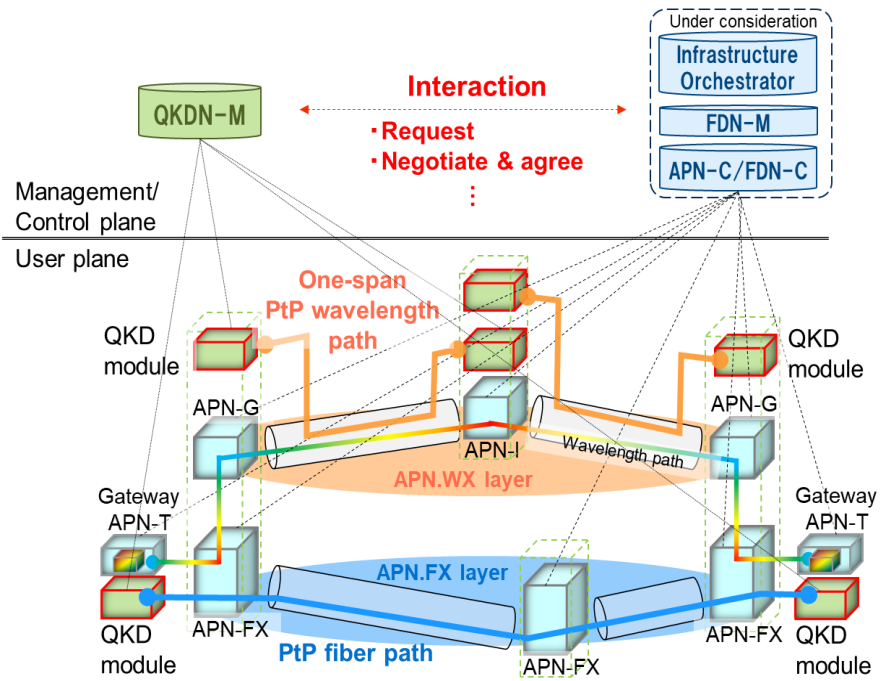 Under consideration
Infrastructure
Orchestrator
FDN-M
APN-C/FDN-C
QKDN-M
Interaction
・Request
・Negotiate & agree
⋮
Management/
Control plane
User plane
One-span
PtP wavelength
path
QKD
module
QKD
module
APN-G
APN-I
APN-G
Wavelength path
APN.WX layer
Gateway
APN-T
Gateway
APN-T
APN.FX layer
QKD
module
APN-FX
PtP fiber path
APN-FX
APN-FX
QKD
module